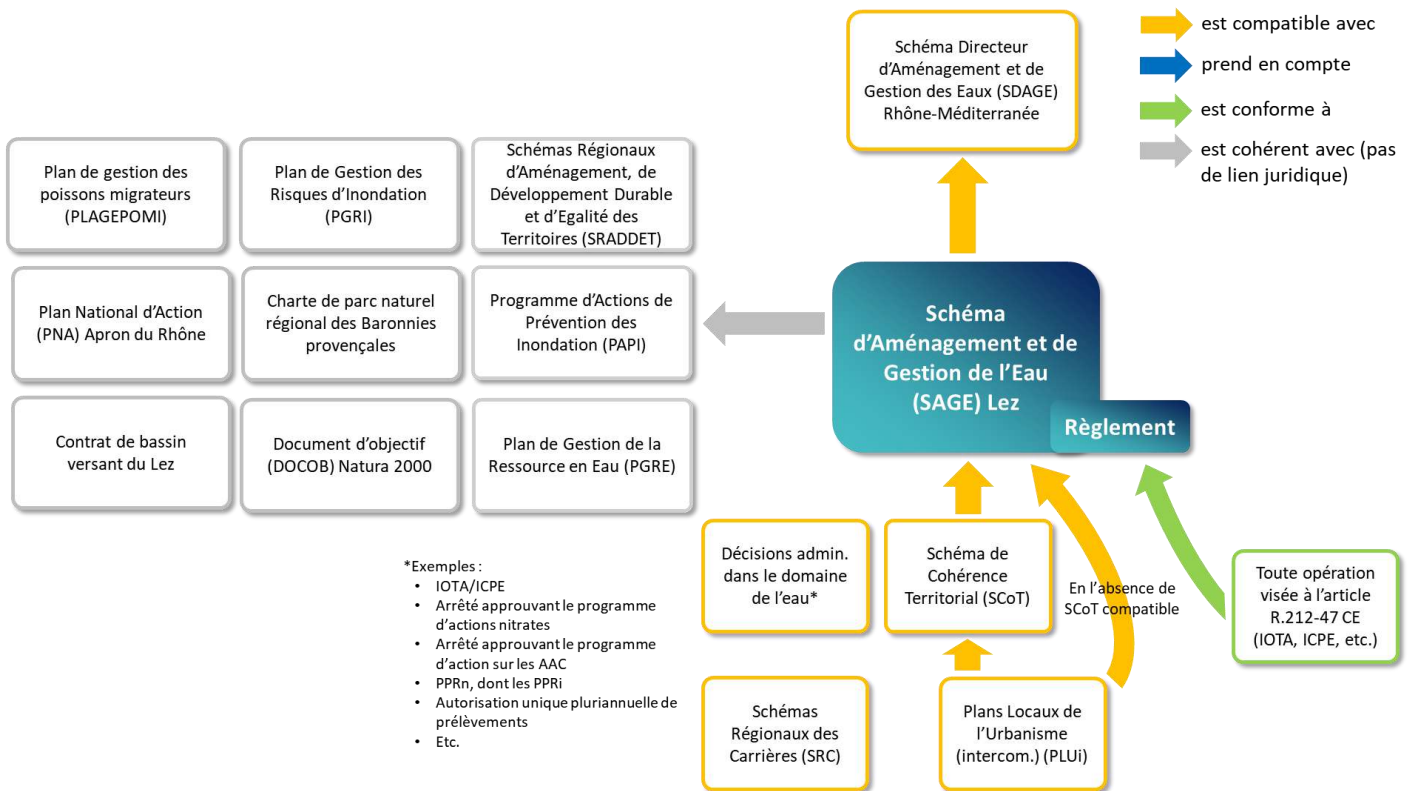 Schéma Directeur
d'Aménagement et de
Gestion des Eaux (SDAGE)
Rhône-Méditerranée
est compatible avec
prend en compte
est conforme à
est cohérent avec (pas
de lien juridique)
Plan de gestion des
poissons migrateurs
(PLAGEPOMI)
Plan de Gestion des
Risques d'Inondation
(PGRI)
Schémas Régionaux
d'Aménagement, de
Développement Durable
et d'Egalité des
Territoires (SRADDET)
Plan National d'Action
(PNA) Apron du Rhône
Charte de parc naturel
régional des Baronnies
provençales
Programme d'Actions de
Prévention des
Inondation (PAPI)
Schéma
d'Aménagement et de
Gestion de l'Eau
(SAGE) Lez
Règlement
Contrat de bassin
versant du Lez
Document d'objectif
(DOCOB) Natura 2000
Plan de Gestion de la
Ressource en Eau (PGRE)
*Exemples :
• IOTA/ICPE
• Arrêté approuvant le programme
d'actions nitrates
• Arrêté approuvant le programme
d'action sur les AAC
• PPRn, dont les PPRi
• Autorisation unique pluriannuelle de
prélèvements
• Etc.
Décisions admin.
dans le domaine
de l'eau*
Schéma de
Cohérence
Territorial (SCoT)
En l'absence de
SCoT compatible
Toute opération
visée à l'article
R.212-47 CE
(IOTA, ICPE, etc.)
Schémas
Régionaux des
Carrières (SRC)
Plans Locaux de
l'Urbanisme
(intercom.) (PLUi)